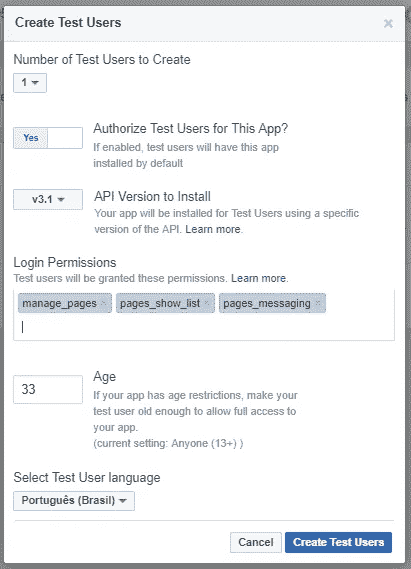 Create Test Users
Number of Test Users to Create
1
Yes
Authorize Test Users for This App?
If enabled, test users will have this app
installed by default
v3.1
API Version to Install
Your app will be installed for Test Users using a specific
version of the API. Learn more.
Login Permissions
Test users will be granted these permissions. Learn more.
manage_pages pages_show_list pages_messaging
33
Age
If your app has age restrictions, make your
test user old enough to allow full access to
your app.
(current setting: Anyone (13+) )
Select Test User language
Português (Brasil)
Cancel Create Test Users